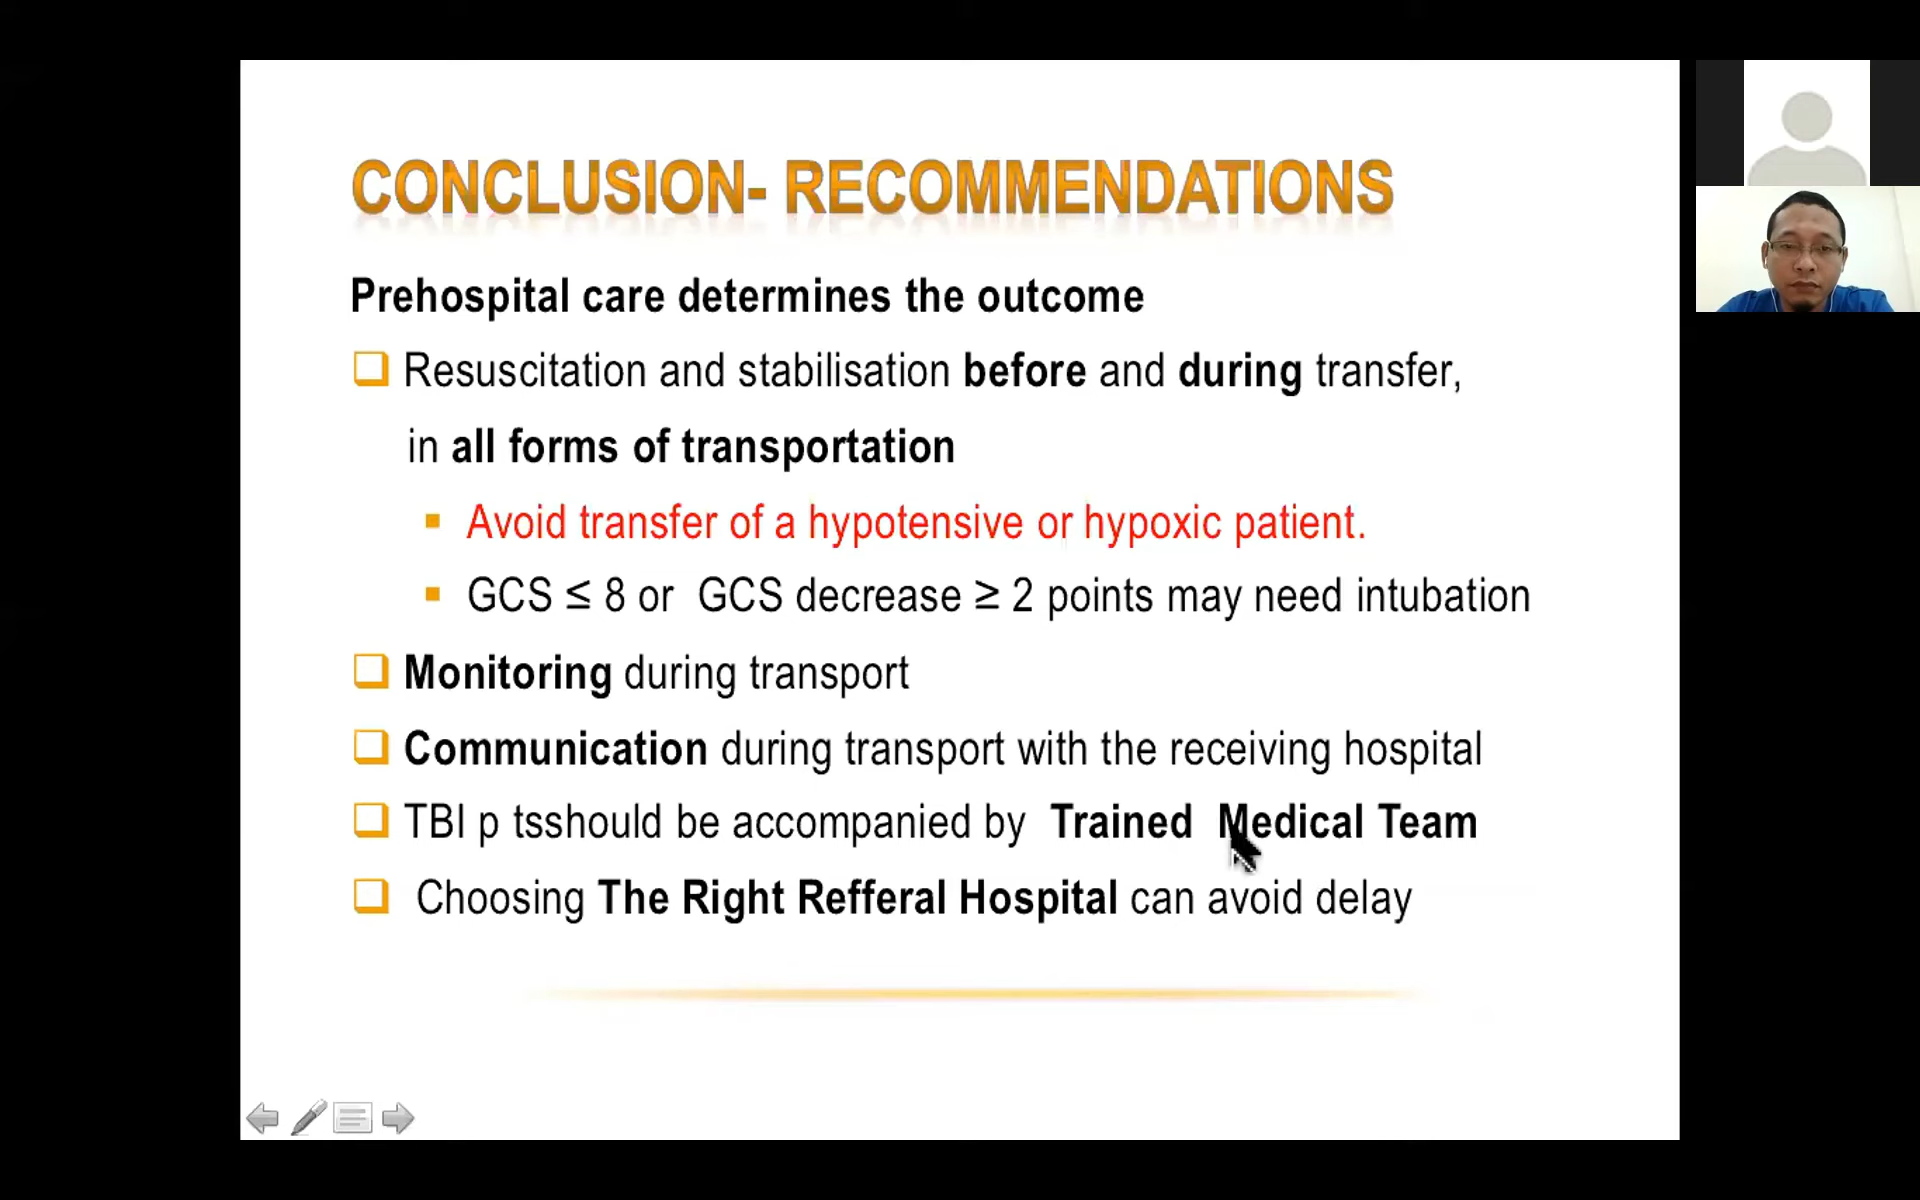 CONCLUSION- RECOMMENDATIONS
Prehospital care determines the outcome
Resuscitation and stabilisation before and during transfer,
in all forms of transportation
Avoid transfer of a hypotensive or hypoxic patient.
GCS ≤ 8 or GCS decrease ≥ 2 points may need intubation
Monitoring during transport
Communication during transport with the receiving hospital
TBI p tsshould be accompanied by Trained Medical Team
Choosing The Right Refferal Hospital can avoid delay